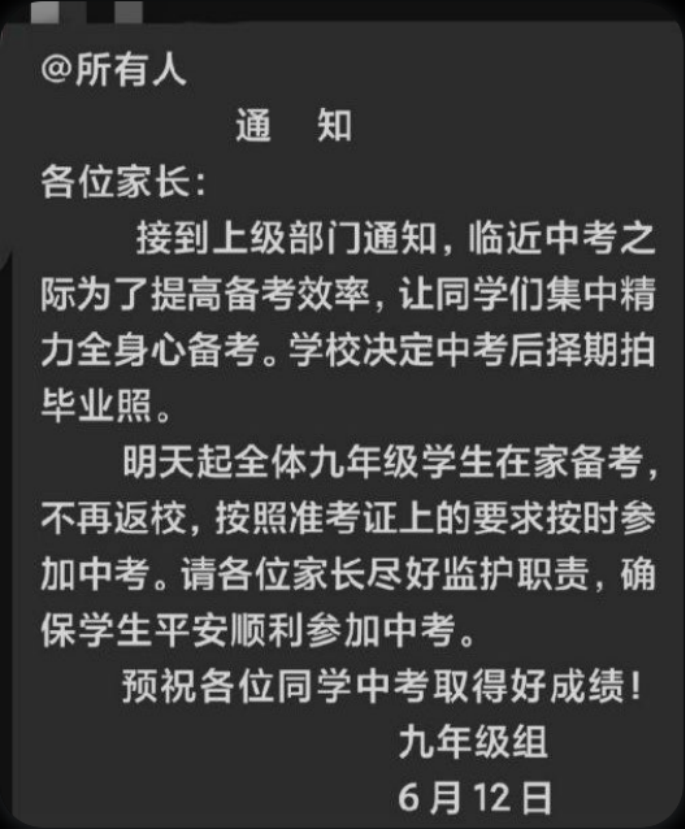 @所有人
通 知
各位家长：
接到上级部门通知，临近中考之
际为了提高备考效率，让同学们集中精
力全身心备考。学校决定中考后择期拍
毕业照。
明天起全体九年级学生在家备考，
不再返校，按照准考证上的要求按时参
加中考。请各位家长尽好监护职责，确
保学生平安顺利参加中考。
预祝各位同学中考取得好成绩！
九年级组
6月12日